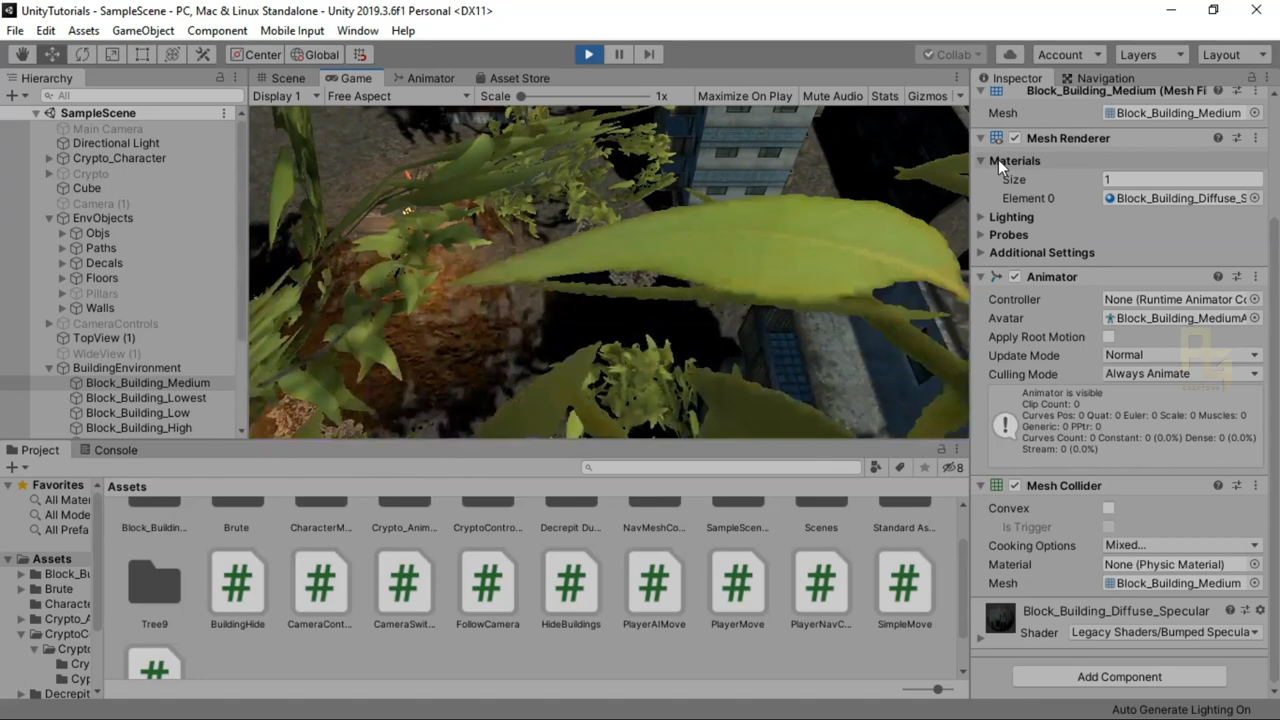 UnityTutorials - SampleScene - PC, Mac & Linux Standalone - Unity 2019.3.6f1 Personal <DX11>
File Edit Assets GameObject Component Mobile Input Window Help
Center Global Collab Account Layers Layout
Hierarchy
All
SampleScene
Main Camera
Directional Light
Crypto_Character
Crypto
Cube
Camera (1)
EnvObjects
Objs
Paths
Decals
Floors
Pillars
Walls
CameraControls
TopView (1)
WideView (1)
BuildingEnvironment
Block_Building_Medium
Block_Building_Lowest
Block_Building_Low
Block_Building_High
Scene Game Animator Asset Store
Display 1 Free Aspect Scale 1x Maximize On Play Mute Audio Stats Gizmos
Inspector Navigation
Block_Building_Medium (Mesh Fi
Mesh Block_Building_Medium
Mesh Renderer
Materials
Size 1
Element 0 Block_Building_Diffuse_S
Lighting
Probes
Additional Settings
Animator
Controller None (Runtime Animator Co
Avatar Block_Building_MediumA
Apply Root Motion
Update Mode Normal
Culling Mode Always Animate
Animator is visible
Clip Count: 0
Curves Pos: 0 Quat: 0 Euler: 0 Scale: 0 Muscles: 0
Generic: 0 PPtr: 0
Curves Count: 0 Constant: 0 (0.0%) Dense: 0 (0.0%)
Stream: 0 (0.0%)
Mesh Collider
Convex
Is Trigger
Cooking Options Mixed...
Material None (Physic Material)
Mesh Block_Building_Medium
Block_Building_Diffuse_Specular
Shader Legacy Shaders/Bumped Specula
Add Component
Auto Generate Lighting On
Project Console
8
Favorites
All Mater
All Mode
All Prefa
Assets
Block_Bu
Brute
Characte
Crypto_A
CryptoC
Crypto
Cry
Cyp
Decrepit
Assets
Block_Buildin... Brute CharacterM... Crypto_Anim... CryptoContro... Decrepit Du... NavMeshCo... SampleScen... Scenes Standard As...
Tree9 BuildingHide CameraCont... CameraSwit... FollowCamera HideBuildings PlayerAIMove PlayerMove PlayerNavC... SimpleMove